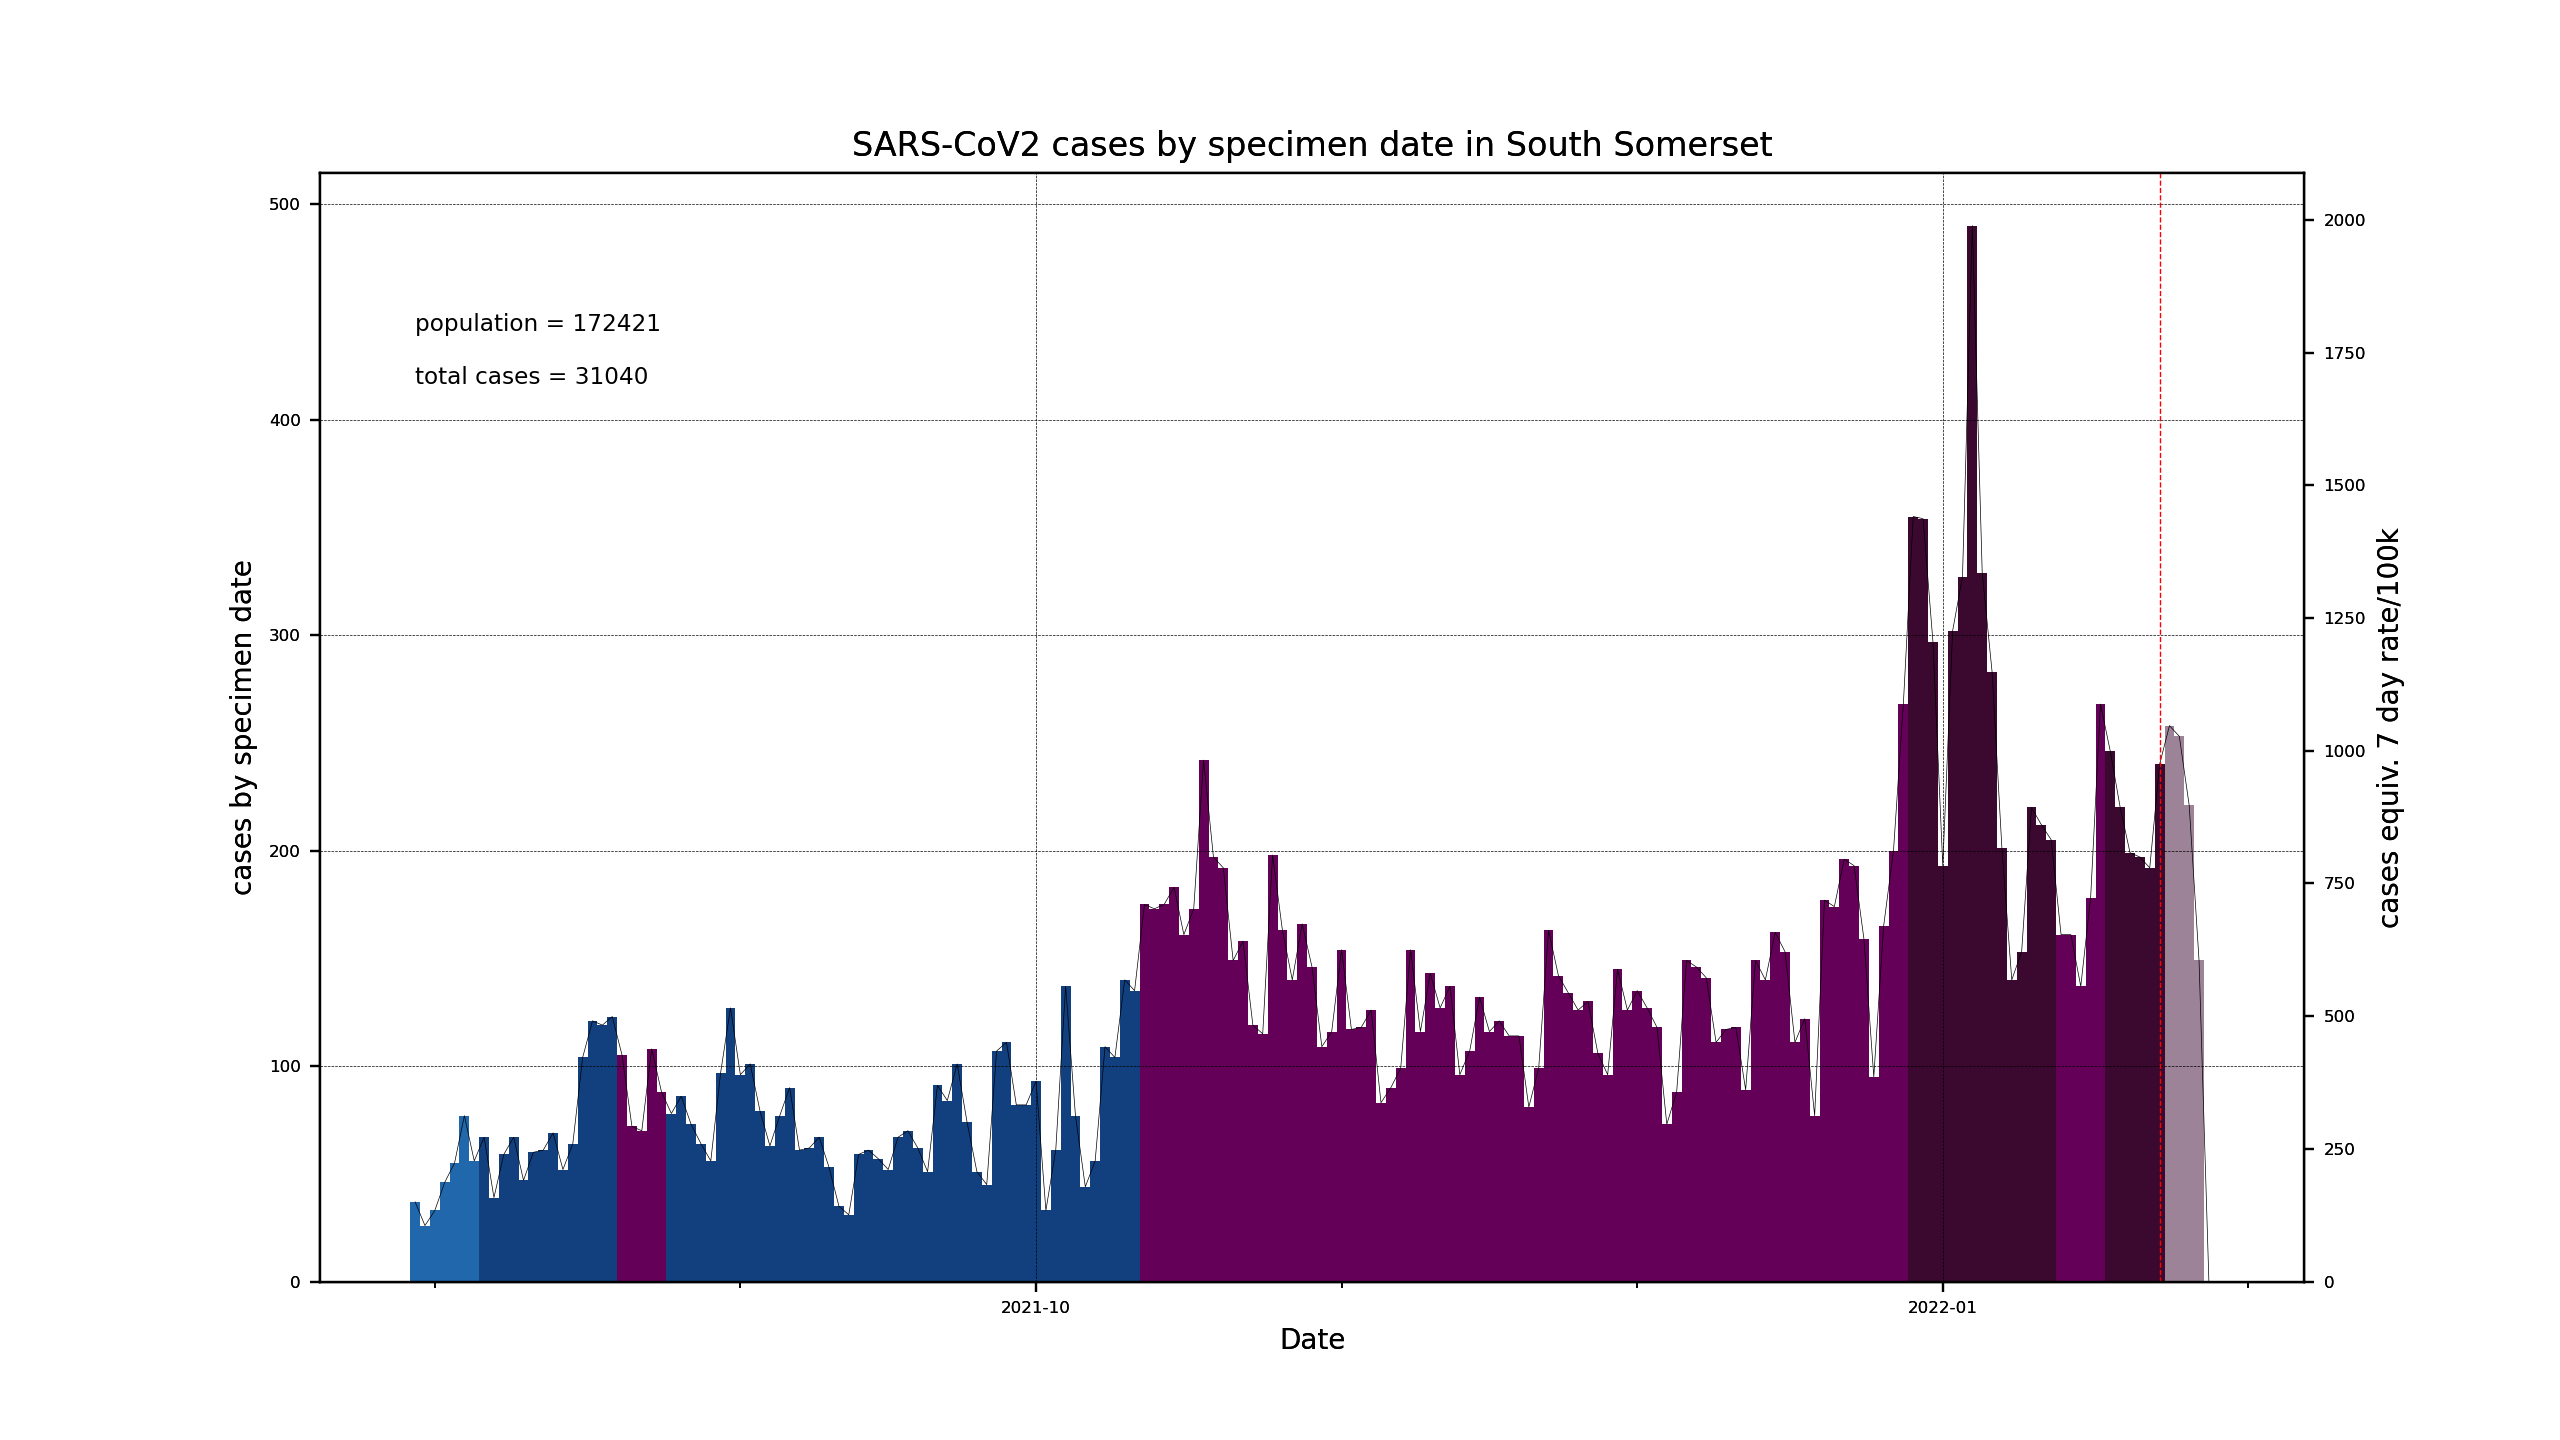 SARS-CoV2 cases by specimen date in South Somerset
population = 172421
total cases = 31040
cases by specimen date
500
400
300
200
100
0
2000
1750
1500
1250
1000
750
500
250
0
cases equiv. 7 day rate/100k
2021-10
2022-01
Date